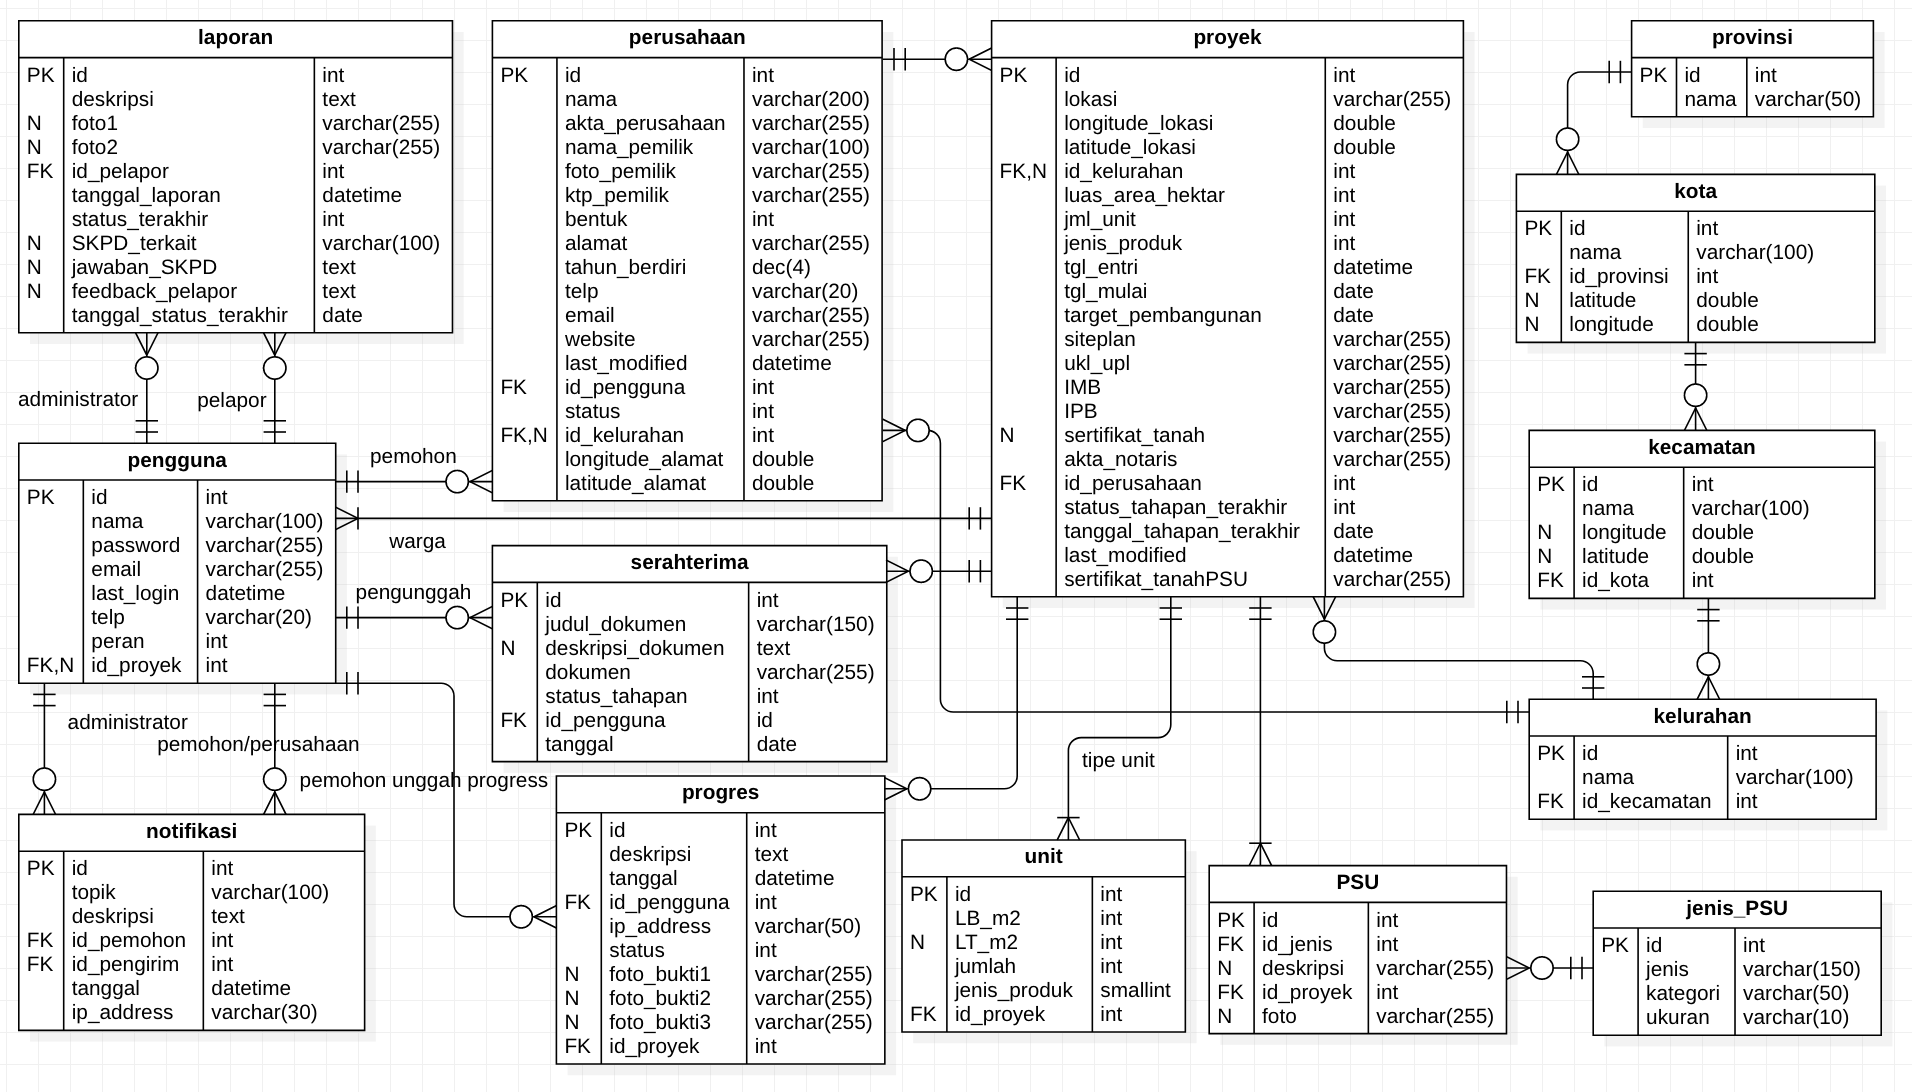 laporan
PK id int
deskripsi text
N foto1 varchar(255)
N foto2 varchar(255)
FK id_pelapor int
tanggal_laporan datetime
status_terakhir int
N SKPD_terkait varchar(100)
N jawaban_SKPD text
N feedback_pelapor text
tanggal_status_terakhir date
perusahaan
PK id int
nama varchar(200)
akta_perusahaan varchar(255)
nama_pemilik varchar(100)
foto_pemilik varchar(255)
ktp_pemilik varchar(255)
bentuk int
alamat varchar(255)
tahun_berdiri dec(4)
telp varchar(20)
email varchar(255)
website varchar(255)
last_modified datetime
FK id_pengguna int
status int
FK,N id_kelurahan int
longitude_alamat double
latitude_alamat double
proyek
PK id int
lokasi varchar(255)
longitude_lokasi double
latitude_lokasi double
FK,N id_kelurahan int
luas_area_hektar int
jml_unit int
jenis_produk int
tgl_entri datetime
tgl_mulai date
target_pembangunan date
siteplan varchar(255)
ukl_upl varchar(255)
IMB varchar(255)
IPB varchar(255)
N sertifikat_tanah varchar(255)
akta_notaris varchar(255)
FK id_perusahaan int
status_tahapan_terakhir int
tanggal_tahapan_terakhir date
last_modified datetime
sertifikat_tanahPSU varchar(255)
provinsi
PK id int
nama varchar(50)
kota
PK id int
nama varchar(100)
FK id_provinsi int
N latitude double
N longitude double
kecamatan
PK id int
nama varchar(100)
N longitude double
N latitude double
FK id_kota int
kelurahan
PK id int
nama varchar(100)
FK id_kecamatan int
administrator
pelapor
pengguna
PK id int
nama varchar(100)
password varchar(255)
email varchar(255)
last_login datetime
telp varchar(20)
peran int
FK,N id_proyek int
pemohon
warga
pengunggah
serahterima
PK id int
judul_dokumen varchar(150)
N deskripsi_dokumen text
dokumen varchar(255)
status_tahapan int
FK id_pengguna id
tanggal date
administrator
pemohon/perusahaan
pemohon unggah progress
tipe unit
notifikasi
PK id int
topik varchar(100)
deskripsi text
FK id_pemohon int
FK id_pengirim int
tanggal datetime
ip_address varchar(30)
progres
PK id int
deskripsi text
tanggal datetime
FK id_pengguna int
ip_address varchar(50)
status int
N foto_bukti1 varchar(255)
N foto_bukti2 varchar(255)
N foto_bukti3 varchar(255)
FK id_proyek int
unit
PK id int
LB_m2 int
N LT_m2 int
jumlah int
jenis_produk smallint
FK id_proyek int
PSU
PK id int
FK id_jenis int
N deskripsi varchar(255)
FK id_proyek int
N foto varchar(255)
jenis_PSU
PK id int
jenis varchar(150)
kategori varchar(50)
ukuran varchar(10)